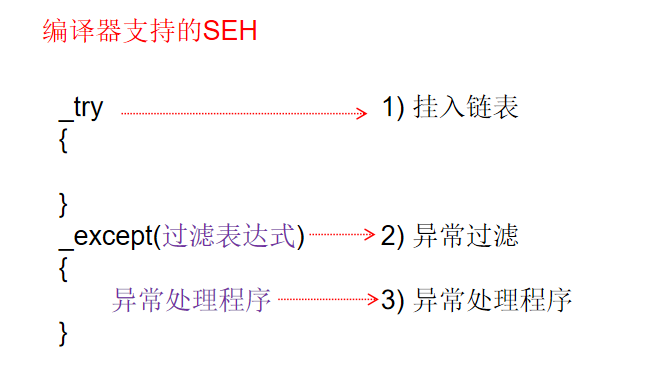 编译器支持的SEH
_try 1) 挂入链表
{
}
_except(过滤表达式) 2) 异常过滤
{
异常处理程序 3) 异常处理程序
}